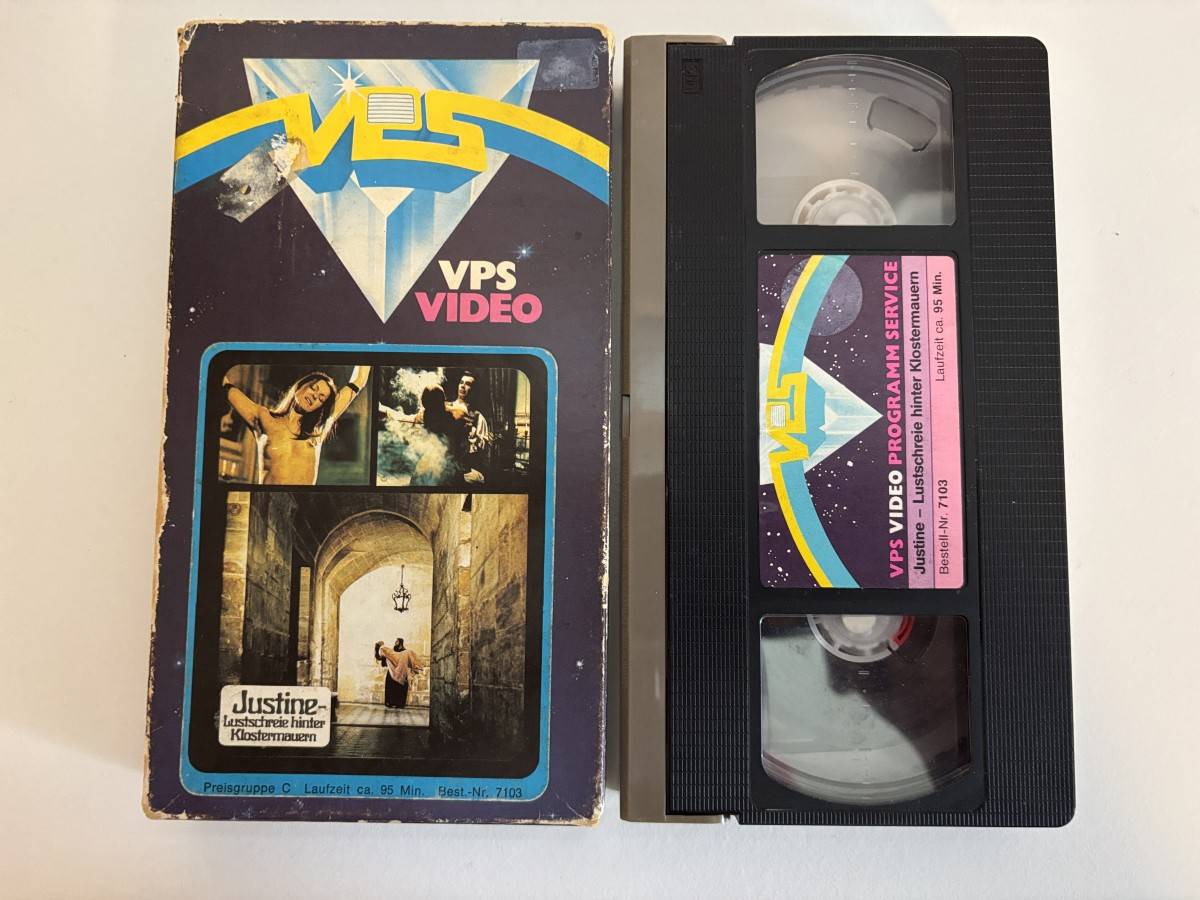 VPS
VPS
VIDEO
Justine-
Lustschreie hinter
Klostermauern
Preisgruppe C Laufzeit ca. 95 Min. Best.-Nr. 7103
VPS
VPS VIDEO PROGRAMM SERVICE
Justine – Lustschreie hinter Klostermauern
Bestell-Nr. 7103 Laufzeit ca. 95 Min.